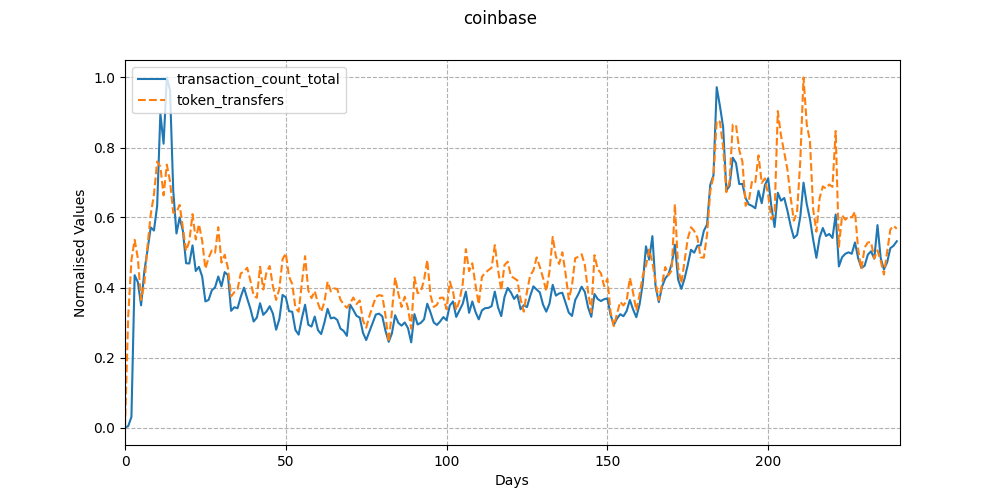 coinbase
transaction_count_total
token_transfers
Normalised Values
1.0
0.8
0.6
0.4
0.2
0.0
0 50 100 150 200
Days